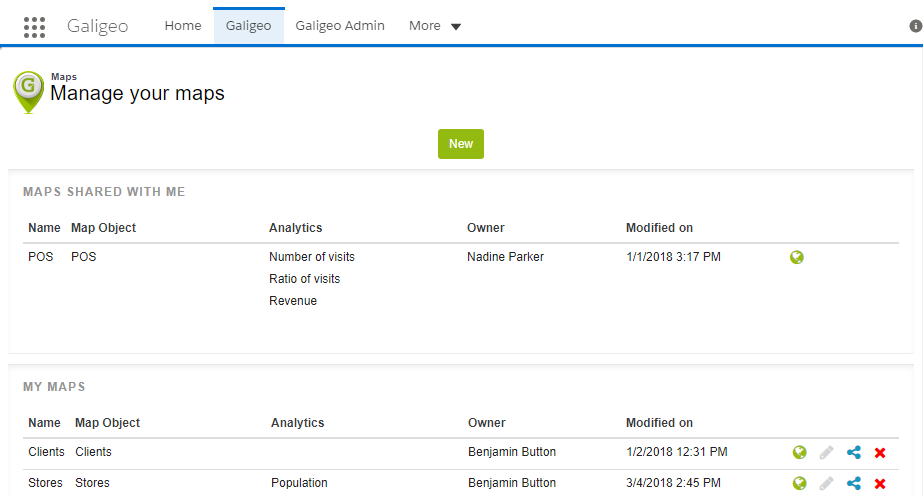 Galigeo Home Galigeo Galigeo Admin More
Maps
G Manage your maps
New
MAPS SHARED WITH ME
Name Map Object Analytics Owner Modified on
POS POS Number of visits Nadine Parker 1/1/2018 3:17 PM
Ratio of visits
Revenue
MY MAPS
Name Map Object Analytics Owner Modified on
Clients Clients Benjamin Button 1/2/2018 12:31 PM
Stores Stores Population Benjamin Button 3/4/2018 2:45 PM